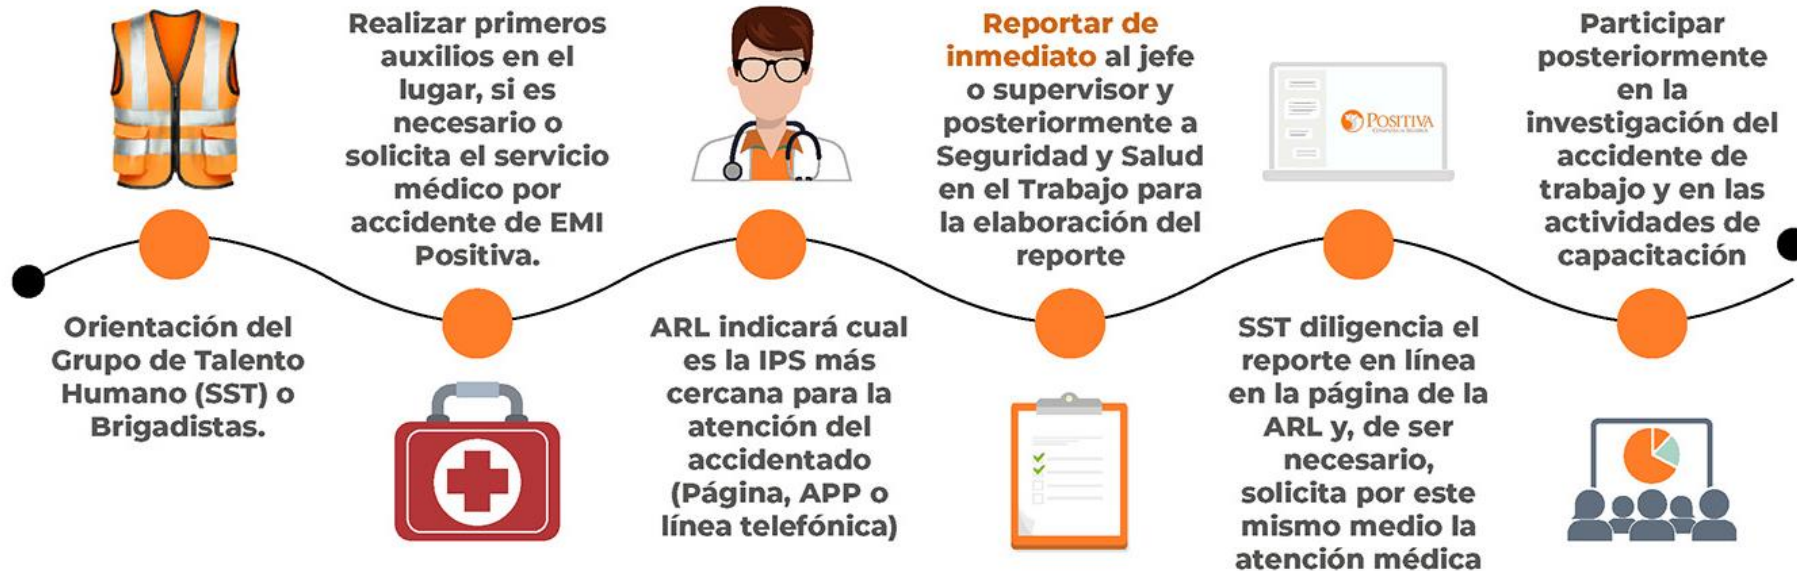 Orientación del
Grupo de Talento
Humano (SST) o
Brigadistas.
Realizar primeros
auxilios en el
lugar, si es
necesario o
solicita el servicio
médico por
accidente de EMI
Positiva.
ARL indicará cual
es la IPS más
cercana para la
atención del
accidentado
(Página, APP o
línea telefónica)
Reportar de
inmediato al jefe
o supervisor y
posteriormente a
Seguridad y Salud
en el Trabajo para
la elaboración del
reporte
POSITIVA
COMPAÑÍA DE SEGUROS
SST diligencia el
reporte en línea
en la página de la
ARL y, de ser
necesario,
solicita por este
mismo medio la
atención médica
Participar
posteriormente
en la
investigación del
accidente de
trabajo y en las
actividades de
capacitación